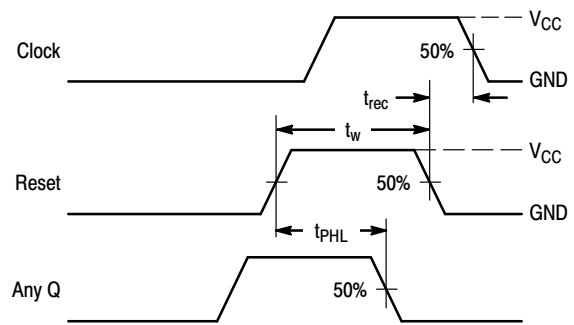 V_CC
Clock
50%
GND
t_rec
t_w
V_CC
Reset
50%
GND
t_PHL
Any Q
50%